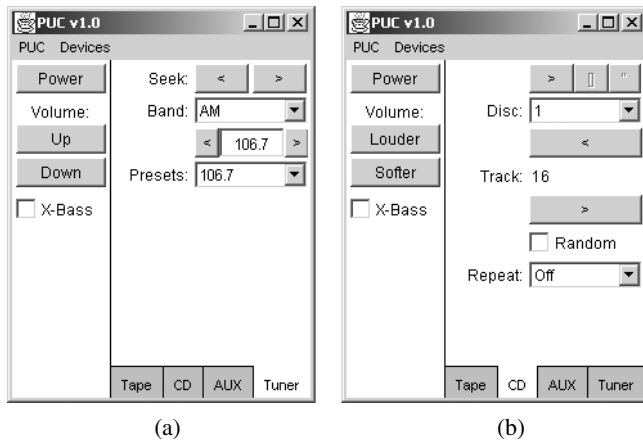 PUC v1.0
PUC Devices
Power
Volume:
Up
Down
X-Bass
Seek: < >
Band: AM
< 106.7 >
Presets: 106.7
Tape CD AUX Tuner
(a)
PUC v1.0
PUC Devices
Power
Volume:
Louder
Softer
X-Bass
> [] "
Disc: 1
<
Track: 16
>
Random
Repeat: Off
Tape CD AUX Tuner
(b)